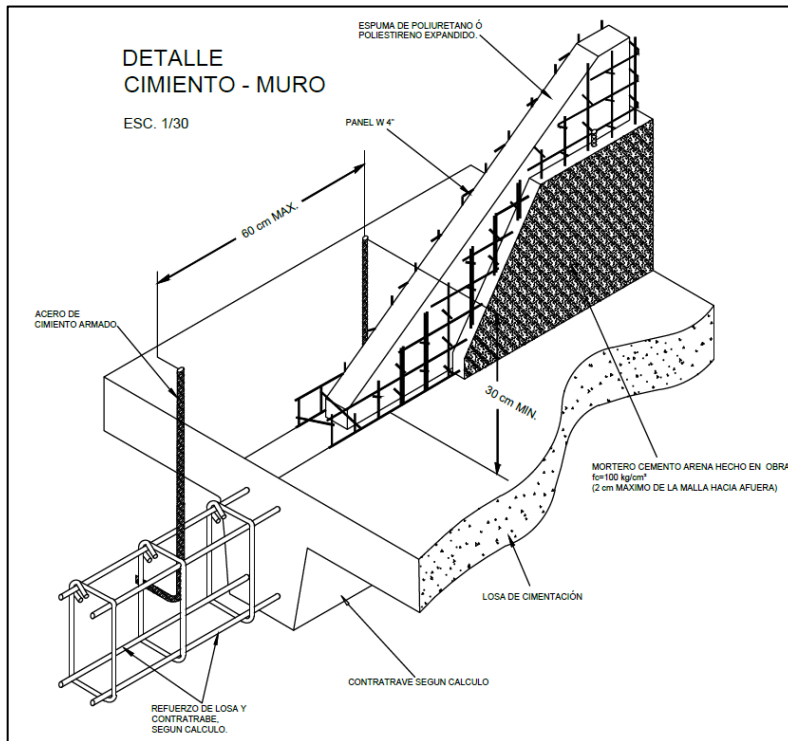 DETALLE
CIMIENTO - MURO
ESC. 1/30
ESPUMA DE POLIURETANO Ó
POLIESTIRENO EXPANDIDO.
PANEL W 4"
60 cm MAX.
ACERO DE
CIMIENTO ARMADO
30 cm MIN.
MORTERO CEMENTO ARENA HECHO EN OBRA
fc=100 kg/cm²
(2 cm MAXIMO DE LA MALLA HACIA AFUERA)
LOSA DE CIMENTACIÓN
CONTRATRAVE SEGUN CALCULO
REFUERZO DE LOSA Y
CONTRATRABE,
SEGUN CALCULO.